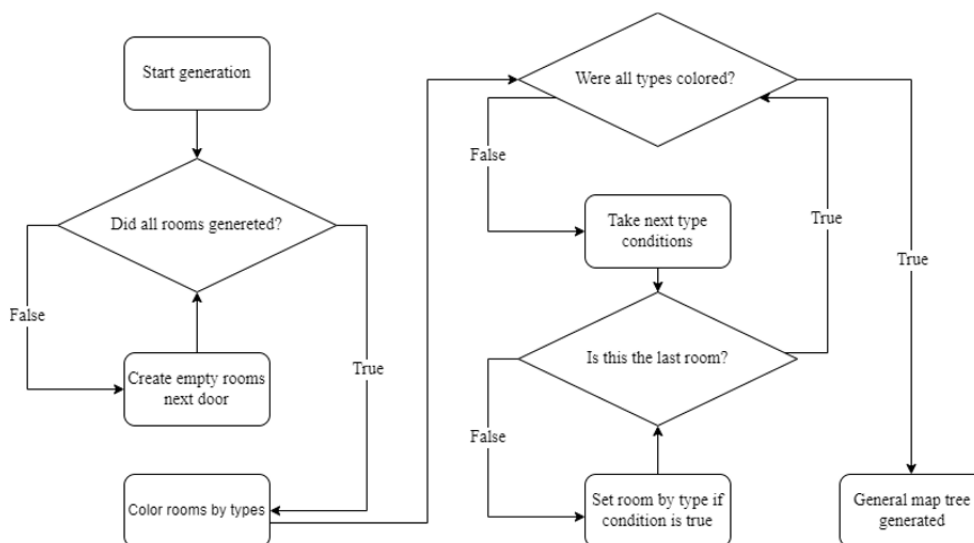 Start generation
Did all rooms genereted?
False
True
Create empty rooms
next door
Color rooms by types
Were all types colored?
False
Take next type
conditions
True
True
Is this the last room?
False
Set room by type if
condition is true
General map tree
generated